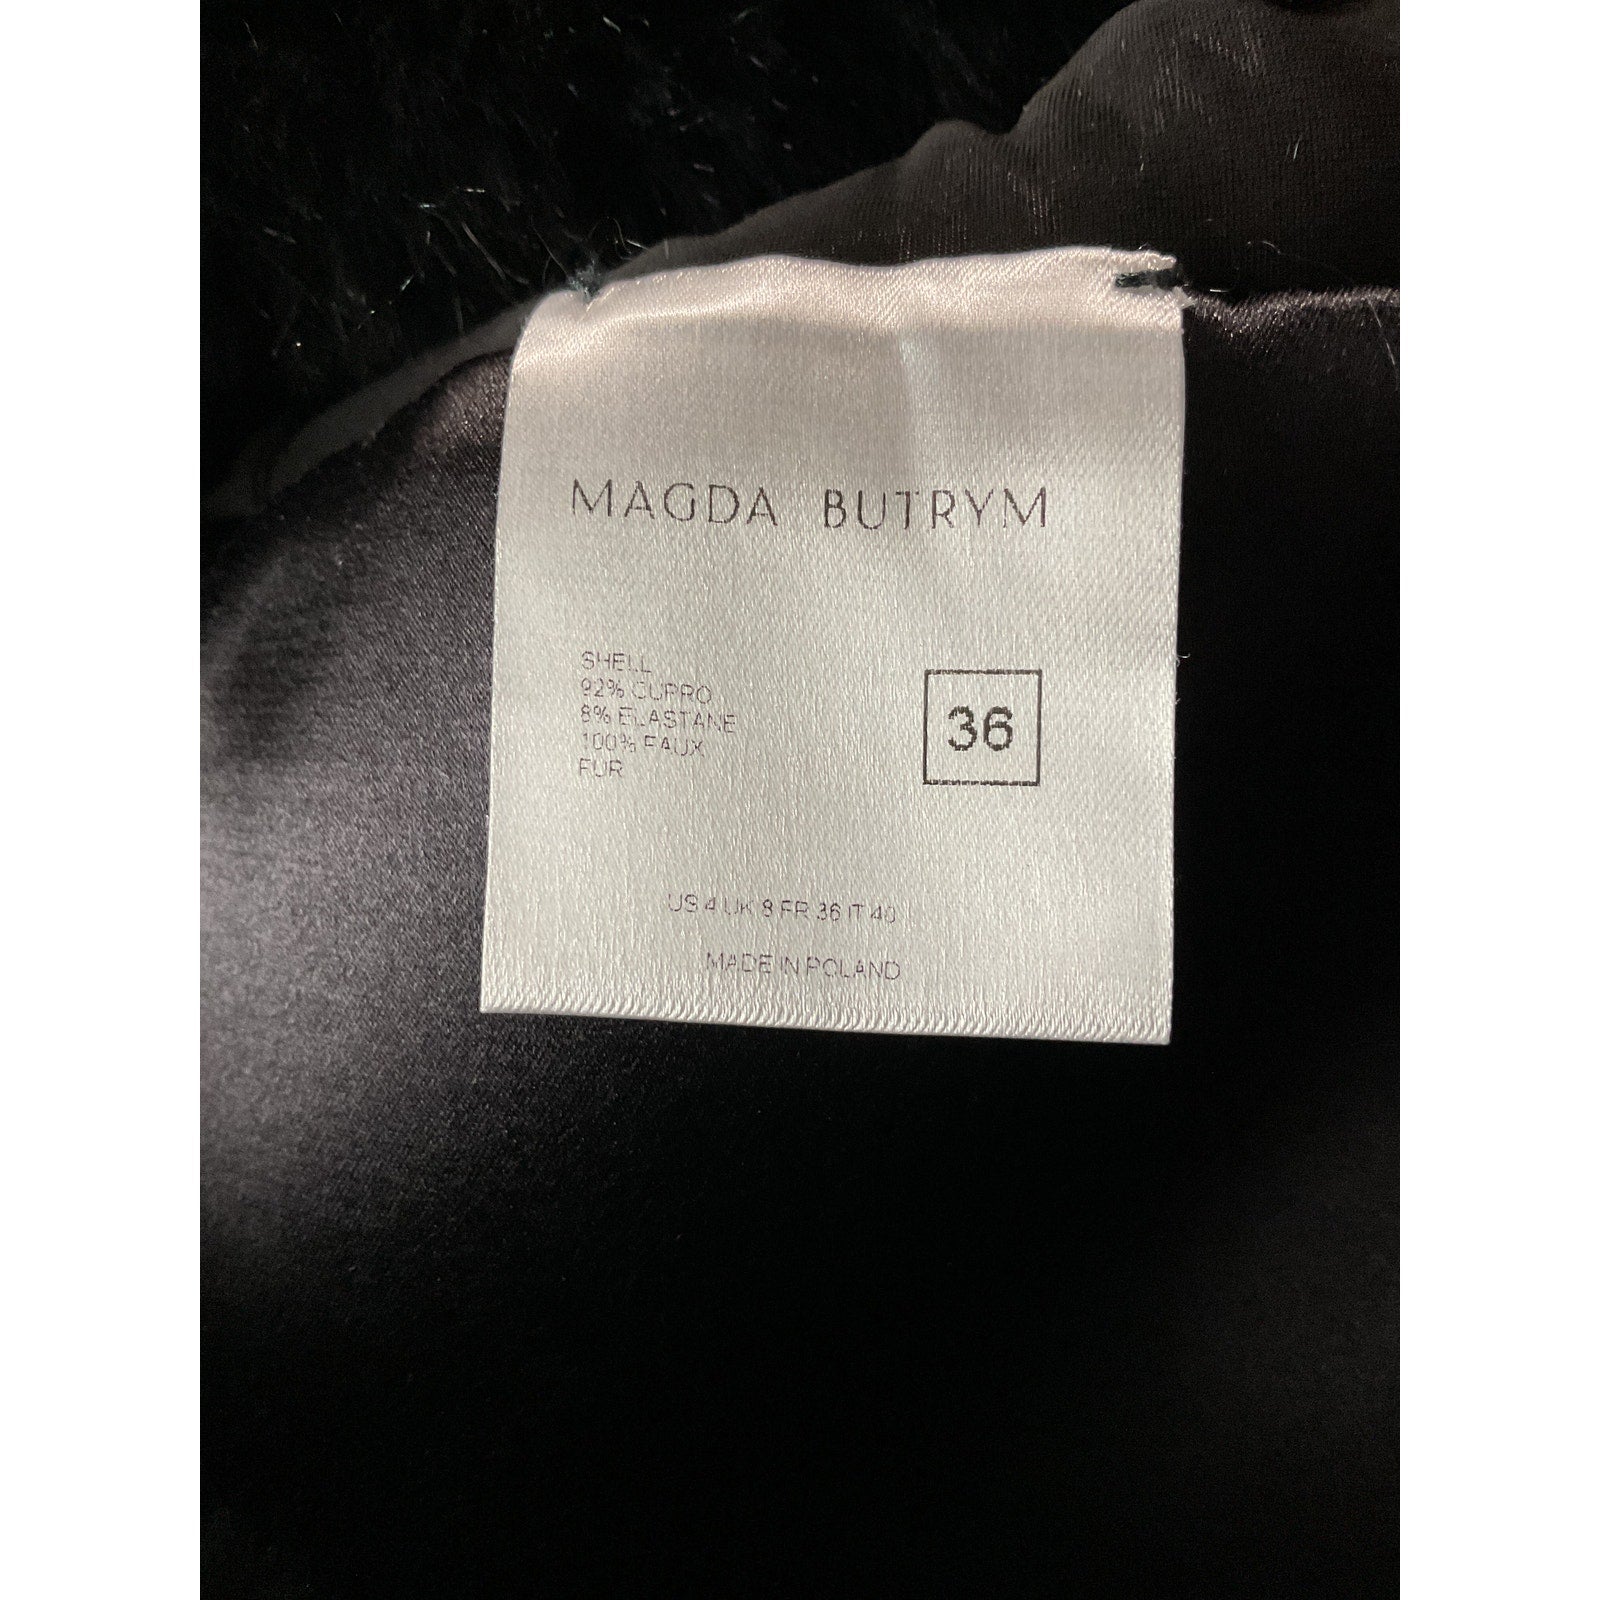 MAGDA BUTRYM
SHELL
92% CUPRO
8% ELASTANE
100% FAUX
FUR
36
US 4 UK 8 FR 36 IT 40
MADE IN POLAND